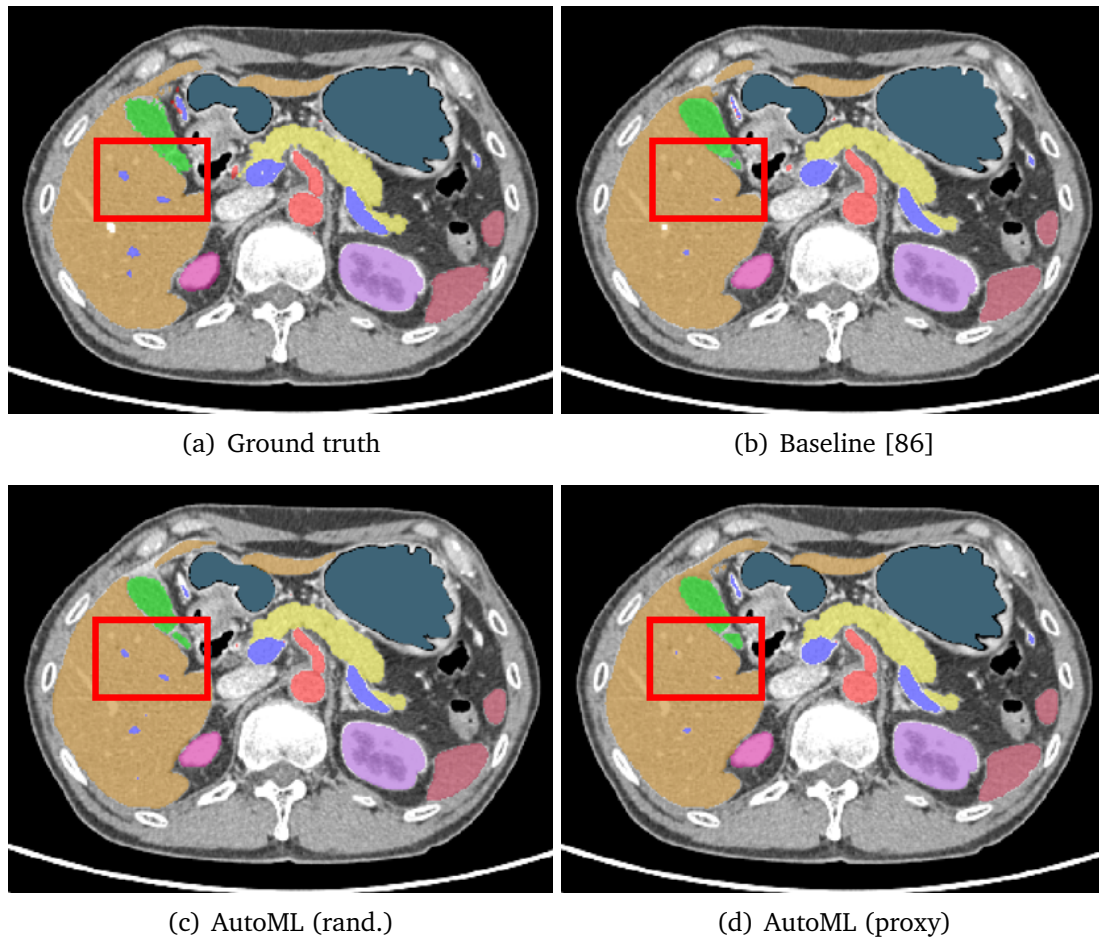 (a) Ground truth
(b) Baseline [86]
(c) AutoML (rand.)
(d) AutoML (proxy)